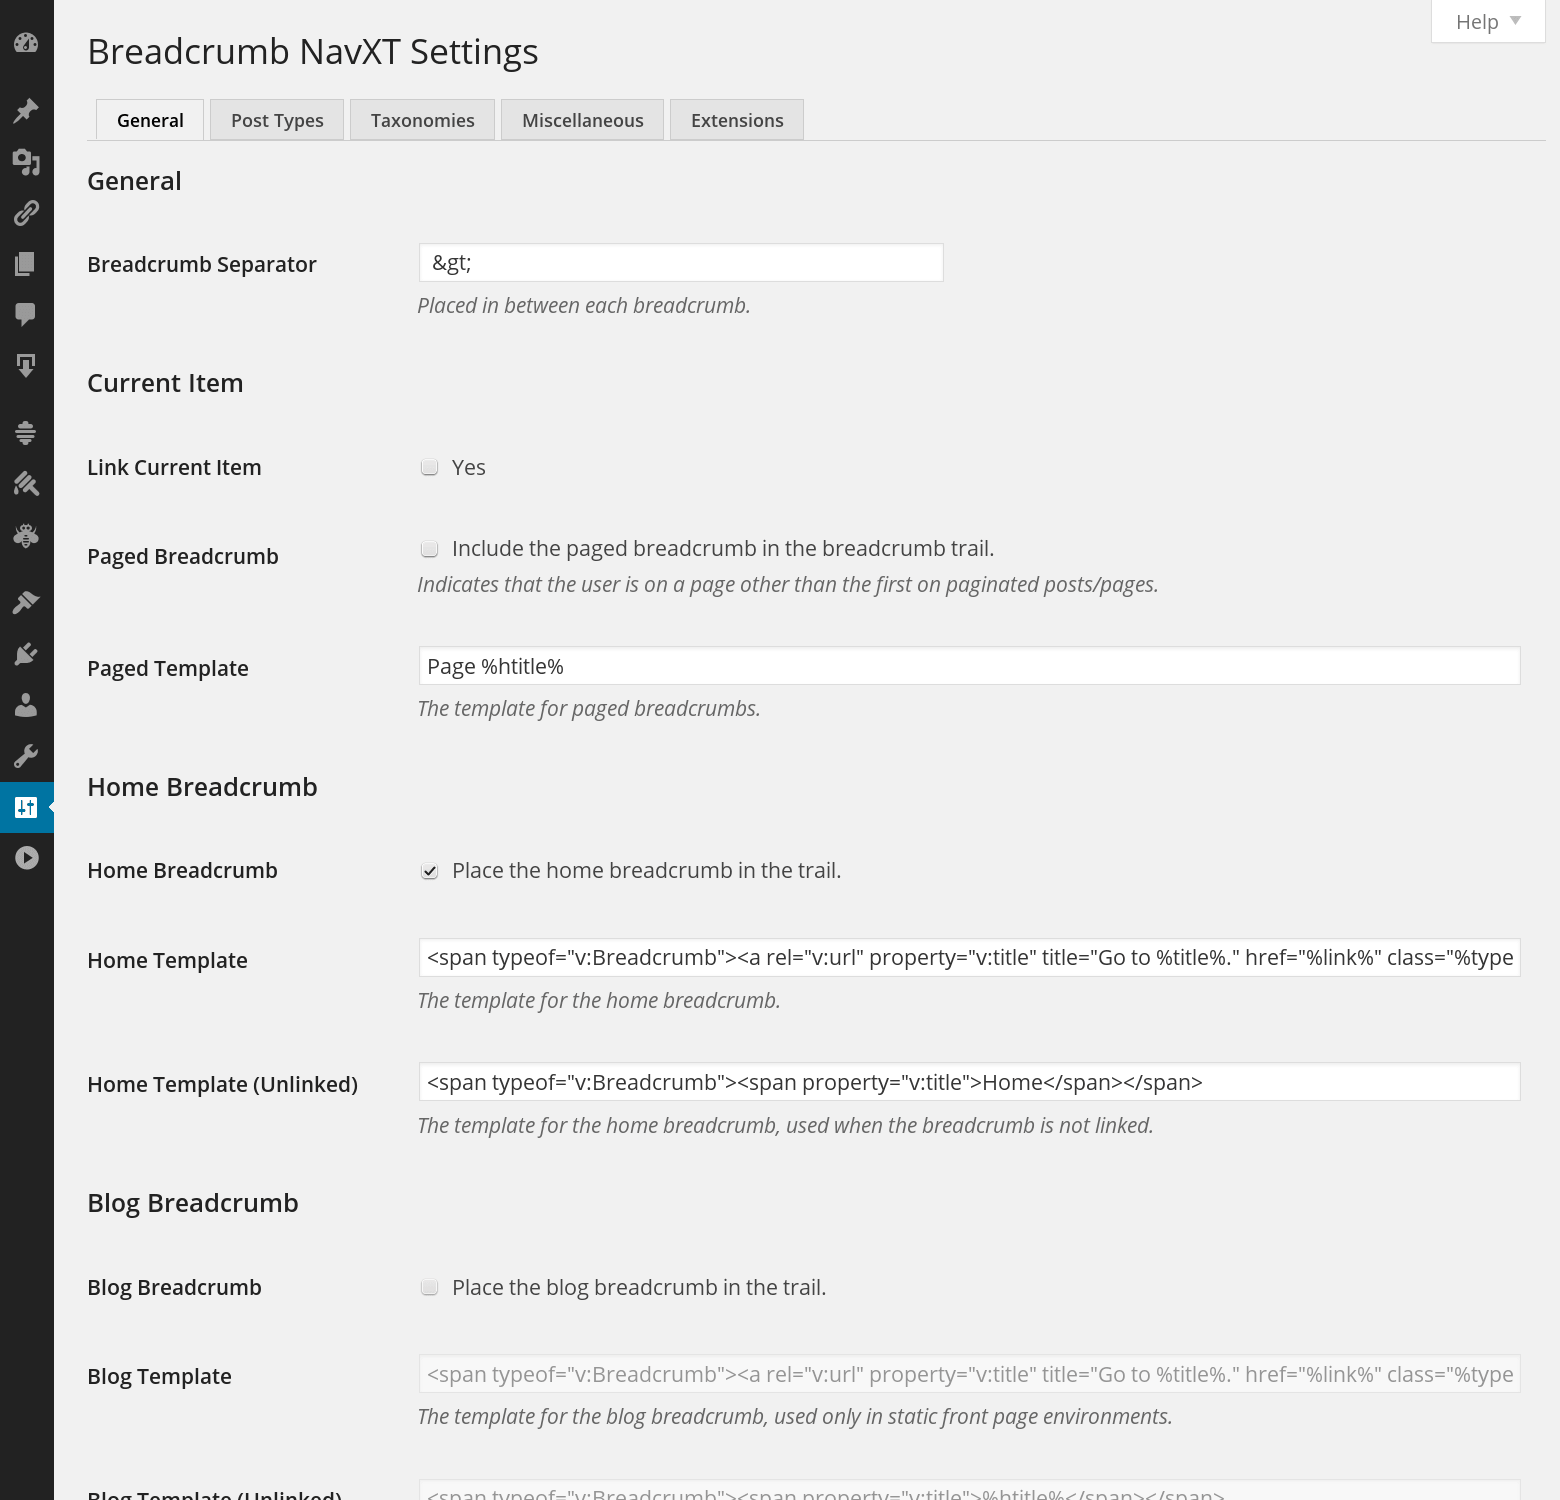 Help
Breadcrumb NavXT Settings
General Post Types Taxonomies Miscellaneous Extensions
General
Breadcrumb Separator &gt;
Placed in between each breadcrumb.
Current Item
Link Current Item Yes
Paged Breadcrumb Include the paged breadcrumb in the breadcrumb trail.
Indicates that the user is on a page other than the first on paginated posts/pages.
Paged Template Page %htitle%
The template for paged breadcrumbs.
Home Breadcrumb
Home Breadcrumb Place the home breadcrumb in the trail.
Home Template <span typeof="v:Breadcrumb"><a rel="v:url" property="v:title" title="Go to %title%." href="%link%" class="%type
The template for the home breadcrumb.
Home Template (Unlinked) <span typeof="v:Breadcrumb"><span property="v:title">Home</span></span>
The template for the home breadcrumb, used when the breadcrumb is not linked.
Blog Breadcrumb
Blog Breadcrumb Place the blog breadcrumb in the trail.
Blog Template <span typeof="v:Breadcrumb"><a rel="v:url" property="v:title" title="Go to %title%." href="%link%" class="%type
The template for the blog breadcrumb, used only in static front page environments.
Blog Template (Unlinked) <span typeof="v:Breadcrumb"><span property="v:title">%htitle%</span></span>